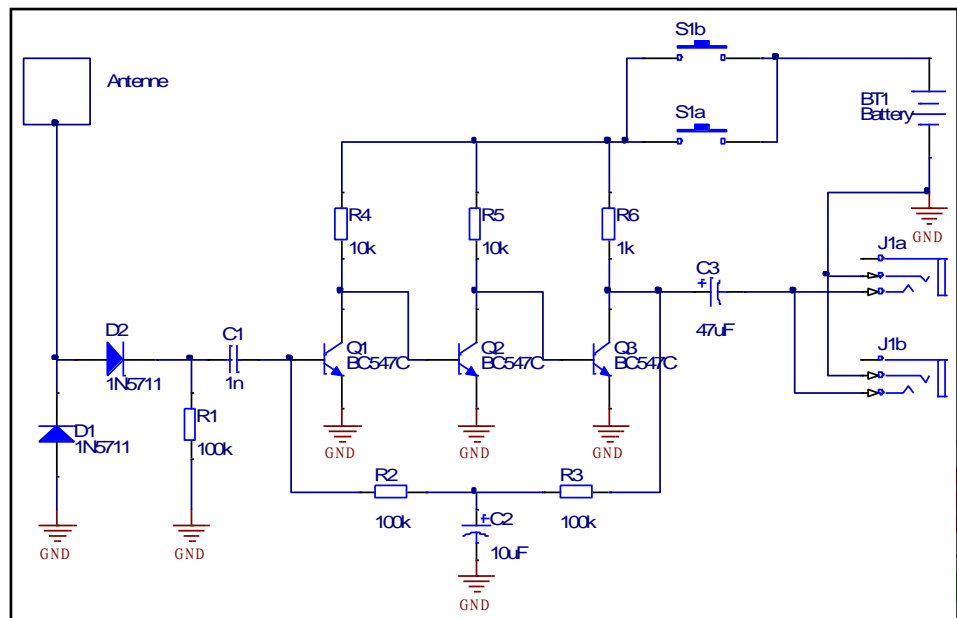 S1b
Antenne
BT1
Battery
S1a
R4
10k
R5
10k
R6
1k
GND
J1a
C3
47uF
D2
1N5711
C1
1n
Q1
BC547C
Q2
BC547C
Q3
BC547C
J1b
D1
1N5711
R1
100k
GND
GND
GND
R2
100k
R3
100k
C2
10uF
GND
GND
GND